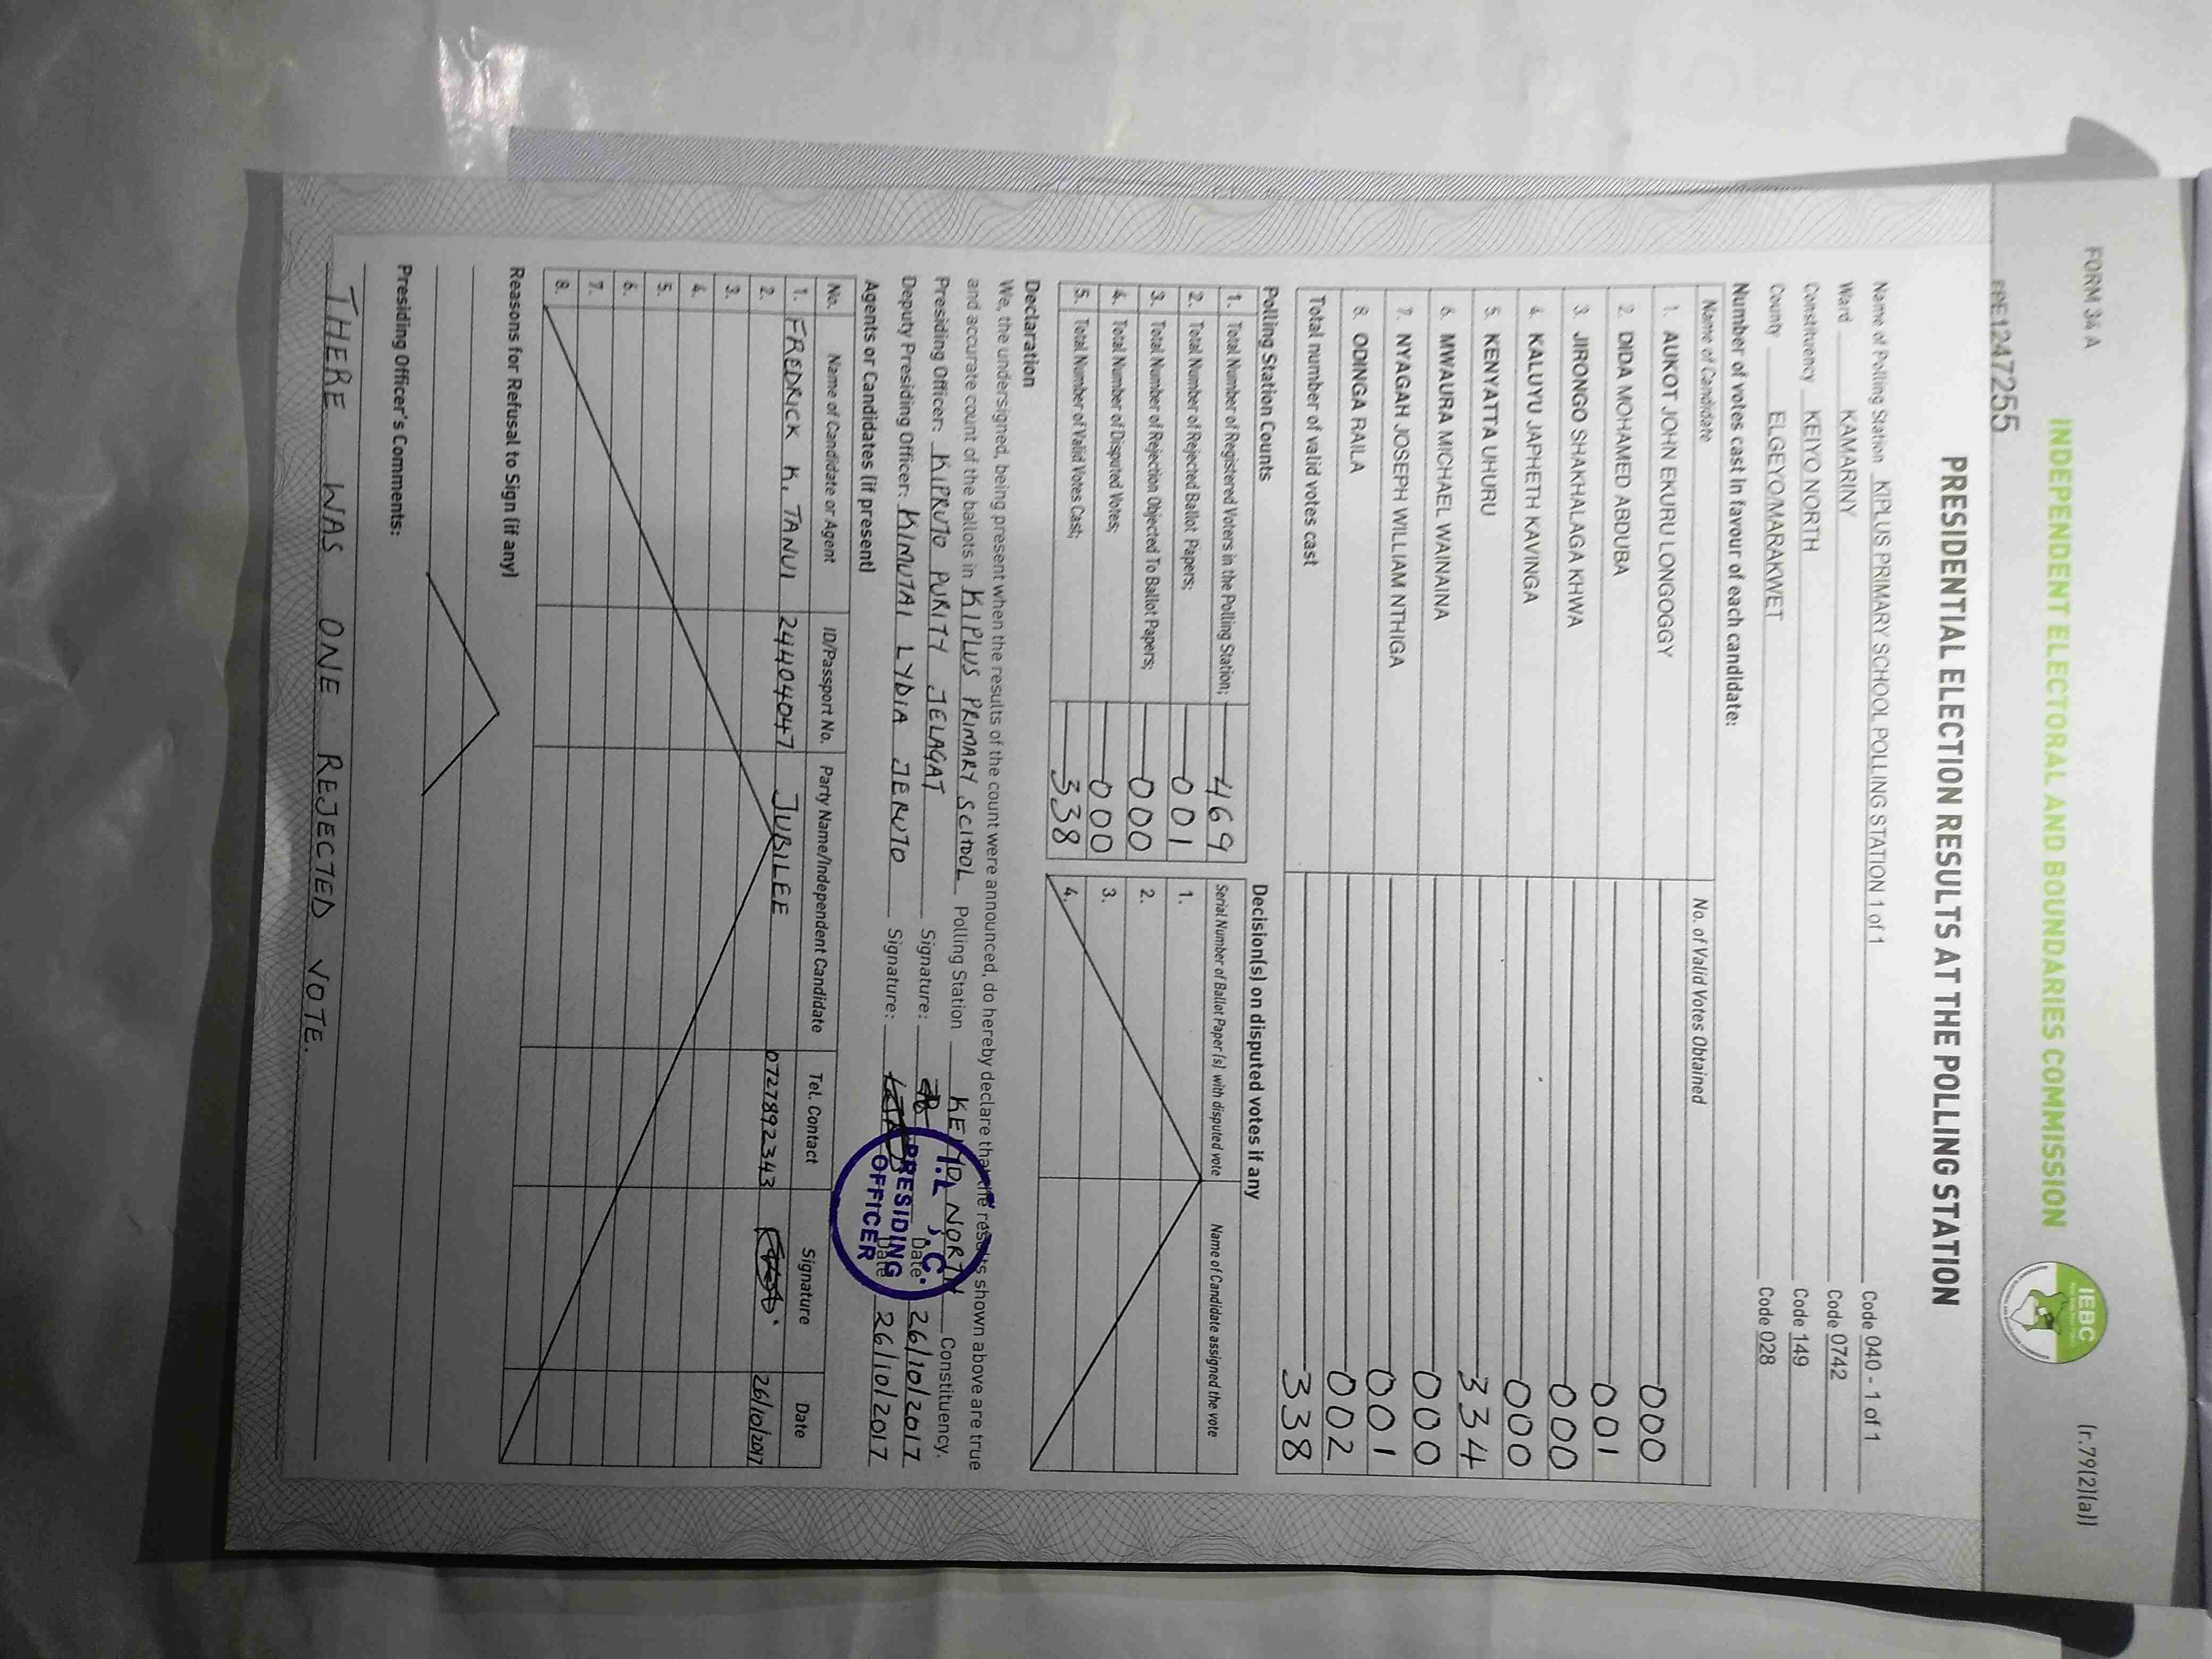 FORM 34 A
(r.79(2)(a))
INDEPENDENT ELECTORAL AND BOUNDARIES COMMISSION
IEBC
PRESIDENTIAL ELECTION RESULTS AT THE POLLING STATION
Name of Polling Station KIPLUS PRIMARY SCHOOL POLLING STATION 1 of 1 Code 040 - 1 of 1
Ward KAMARINY Code 0742
Constituency KEIYO NORTH Code 149
County ELGEYO/MARAKWET Code 028
Number of votes cast in favour of each candidate:
Name of Candidate No. of Valid Votes Obtained
1. AUKOT JOHN EKURU LONGOGGY 000
2. DIDA MOHAMED ABDUBA 001
3. JIRONGO SHAKHALAGA KHWA 000
4. KALUYU JAPHETH KAVINGA 000
5. KENYATTA UHURU 334
6. MWAURA MICHAEL WAINAINA 000
7. NYAGAH JOSEPH WILLIAM NTHIGA 001
8. ODINGA RAILA 002
Total number of valid votes cast 338
Polling Station Counts
1. Total Number of Registered Voters in the Polling Station; 469
2. Total Number of Rejected Ballot Papers; 001
3. Total Number of Rejection Objected To Ballot Papers; 000
4. Total Number of Disputed Votes; 000
5. Total Number of Valid Votes Cast; 338
Decision(s) on disputed votes if any
Serial Number of Ballot Paper (s) with disputed vote Name of Candidate assigned the vote
1.
2.
3.
4.
Declaration
We, the undersigned, being present when the results of the count were announced, do hereby declare that the results shown above are true
and accurate count of the ballots in KIPLUS PRIMARY SCHOOL Polling Station KEIYO NORTH Constituency.
Presiding Officer: KIPRUTO PURITY JELAGAT Signature: Date 26/10/2017
Deputy Presiding Officer: KIMUTAI LYDIA JERUTO Signature: Date 26/10/2017
PRESIDING
OFFICER
Agents or Candidates (if present)
No. Name of Candidate or Agent ID/Passport No. Party Name/Independent Candidate Tel. Contact Signature Date
1. FREDRICK K. TANUI 24404047 JUBILEE 0727892343 26/10/2017
2.
3.
4.
5.
6.
7.
8.
Reasons for Refusal to Sign (if any)
Presiding Officer's Comments:
THERE WAS ONE REJECTED VOTE.